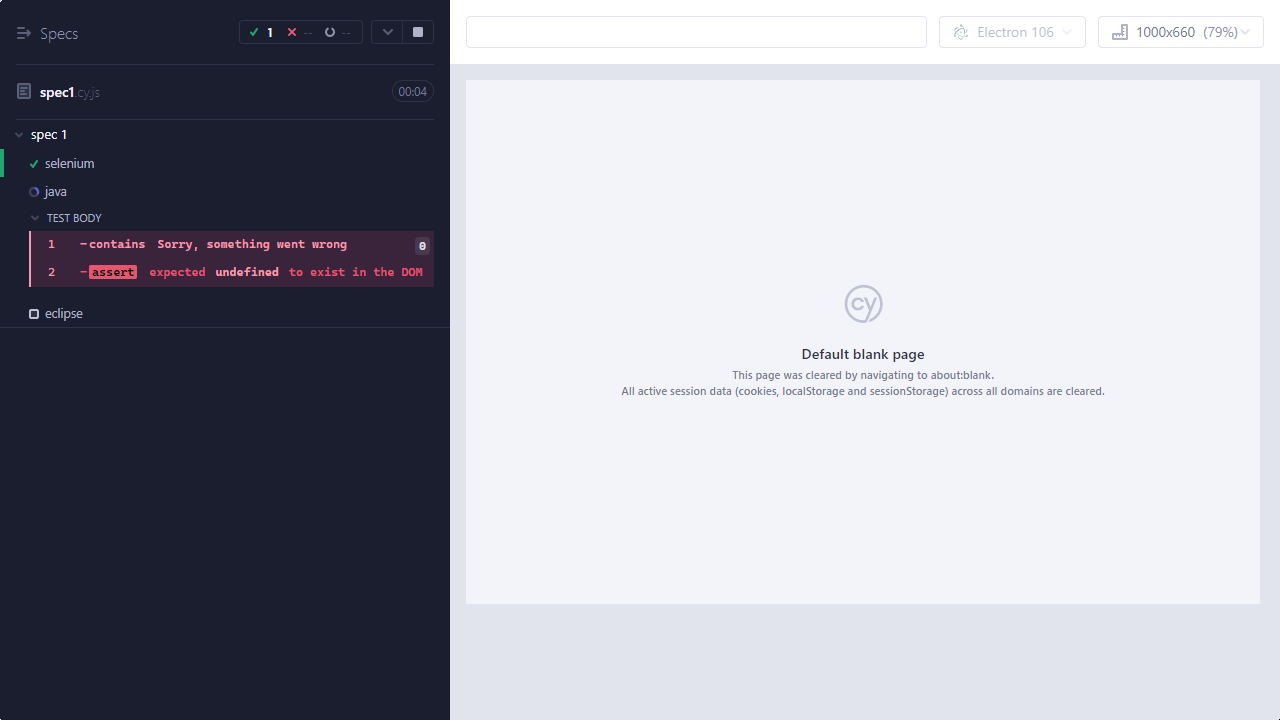 Specs
1 -- --
spec1.cy.js
00:04
spec 1
selenium
java
TEST BODY
1 -contains Sorry, something went wrong 0
2 -assert expected undefined to exist in the DOM
eclipse
Electron 106
1000x660 (79%)
cy
Default blank page
This page was cleared by navigating to about:blank.
All active session data (cookies, localStorage and sessionStorage) across all domains are cleared.